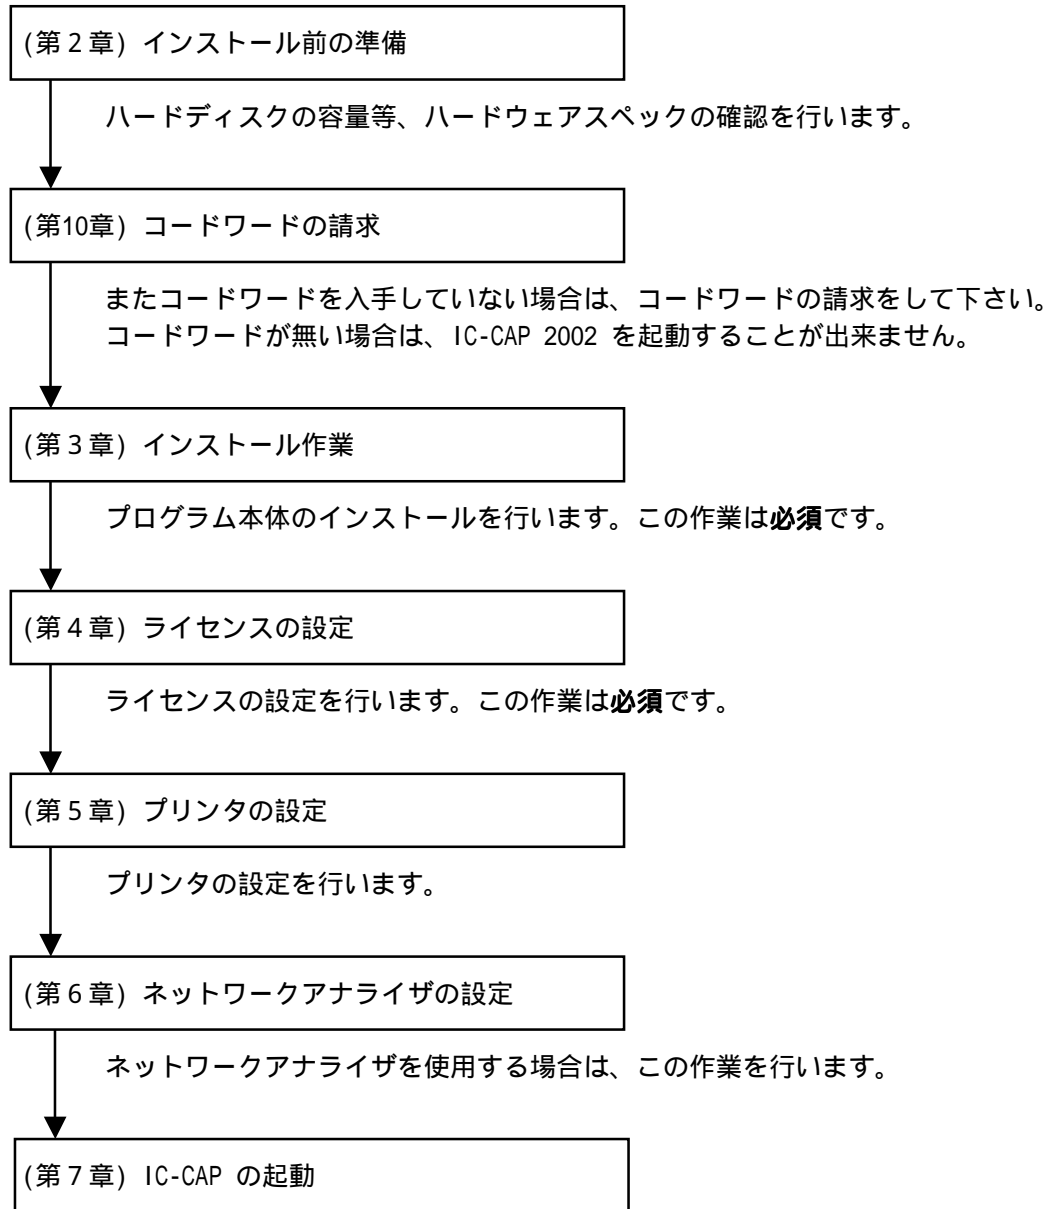 (第２章) インストール前の準備
ハードディスクの容量等、ハードウェアスペックの確認を行います。
(第10章) コードワードの請求
またコードワードを入手していない場合は、コードワードの請求をして下さい。
コードワードが無い場合は、IC-CAP 2002 を起動することが出来ません。
(第３章) インストール作業
プログラム本体のインストールを行います。この作業は必須です。
(第４章) ライセンスの設定
ライセンスの設定を行います。この作業は必須です。
(第５章) プリンタの設定
プリンタの設定を行います。
(第６章) ネットワークアナライザの設定
ネットワークアナライザを使用する場合は、この作業を行います。
(第７章) IC-CAP の起動